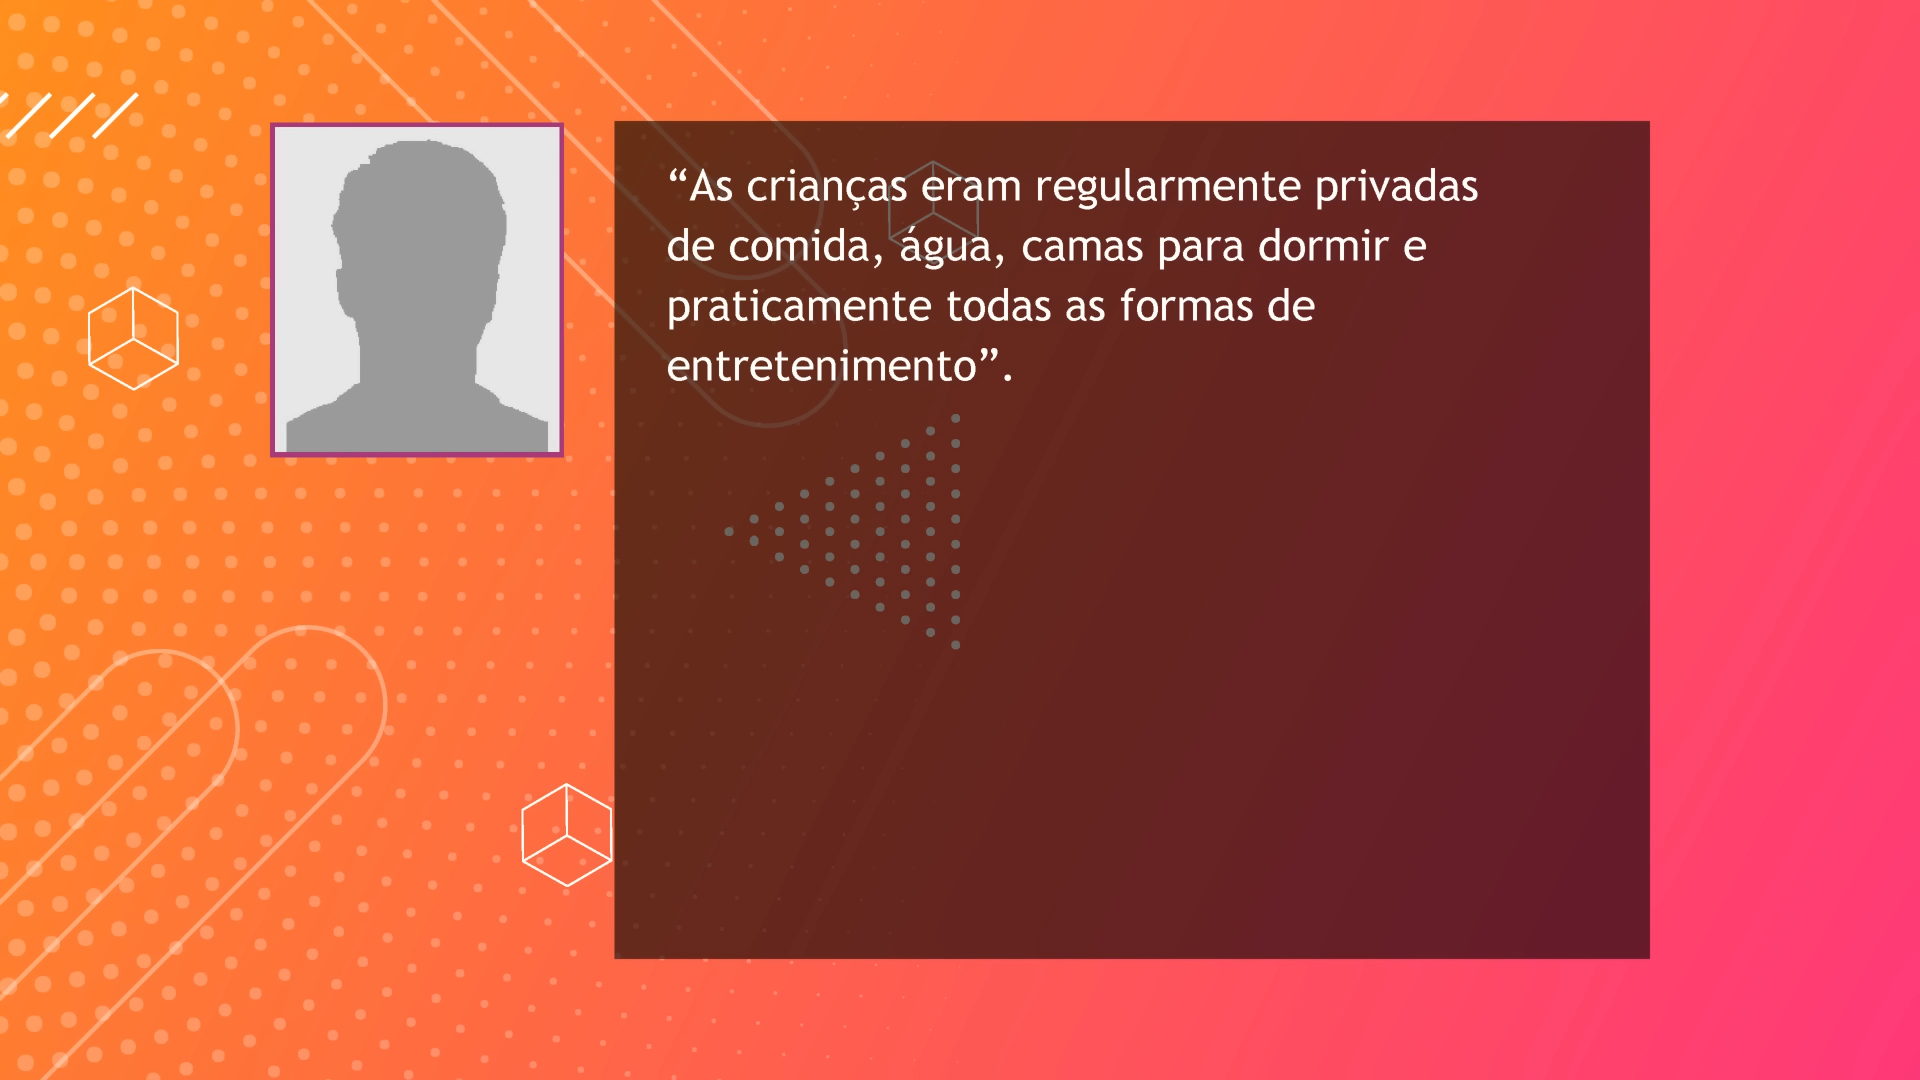 “As crianças eram regularmente privadas
de comida, água, camas para dormir e
praticamente todas as formas de
entretenimento”.